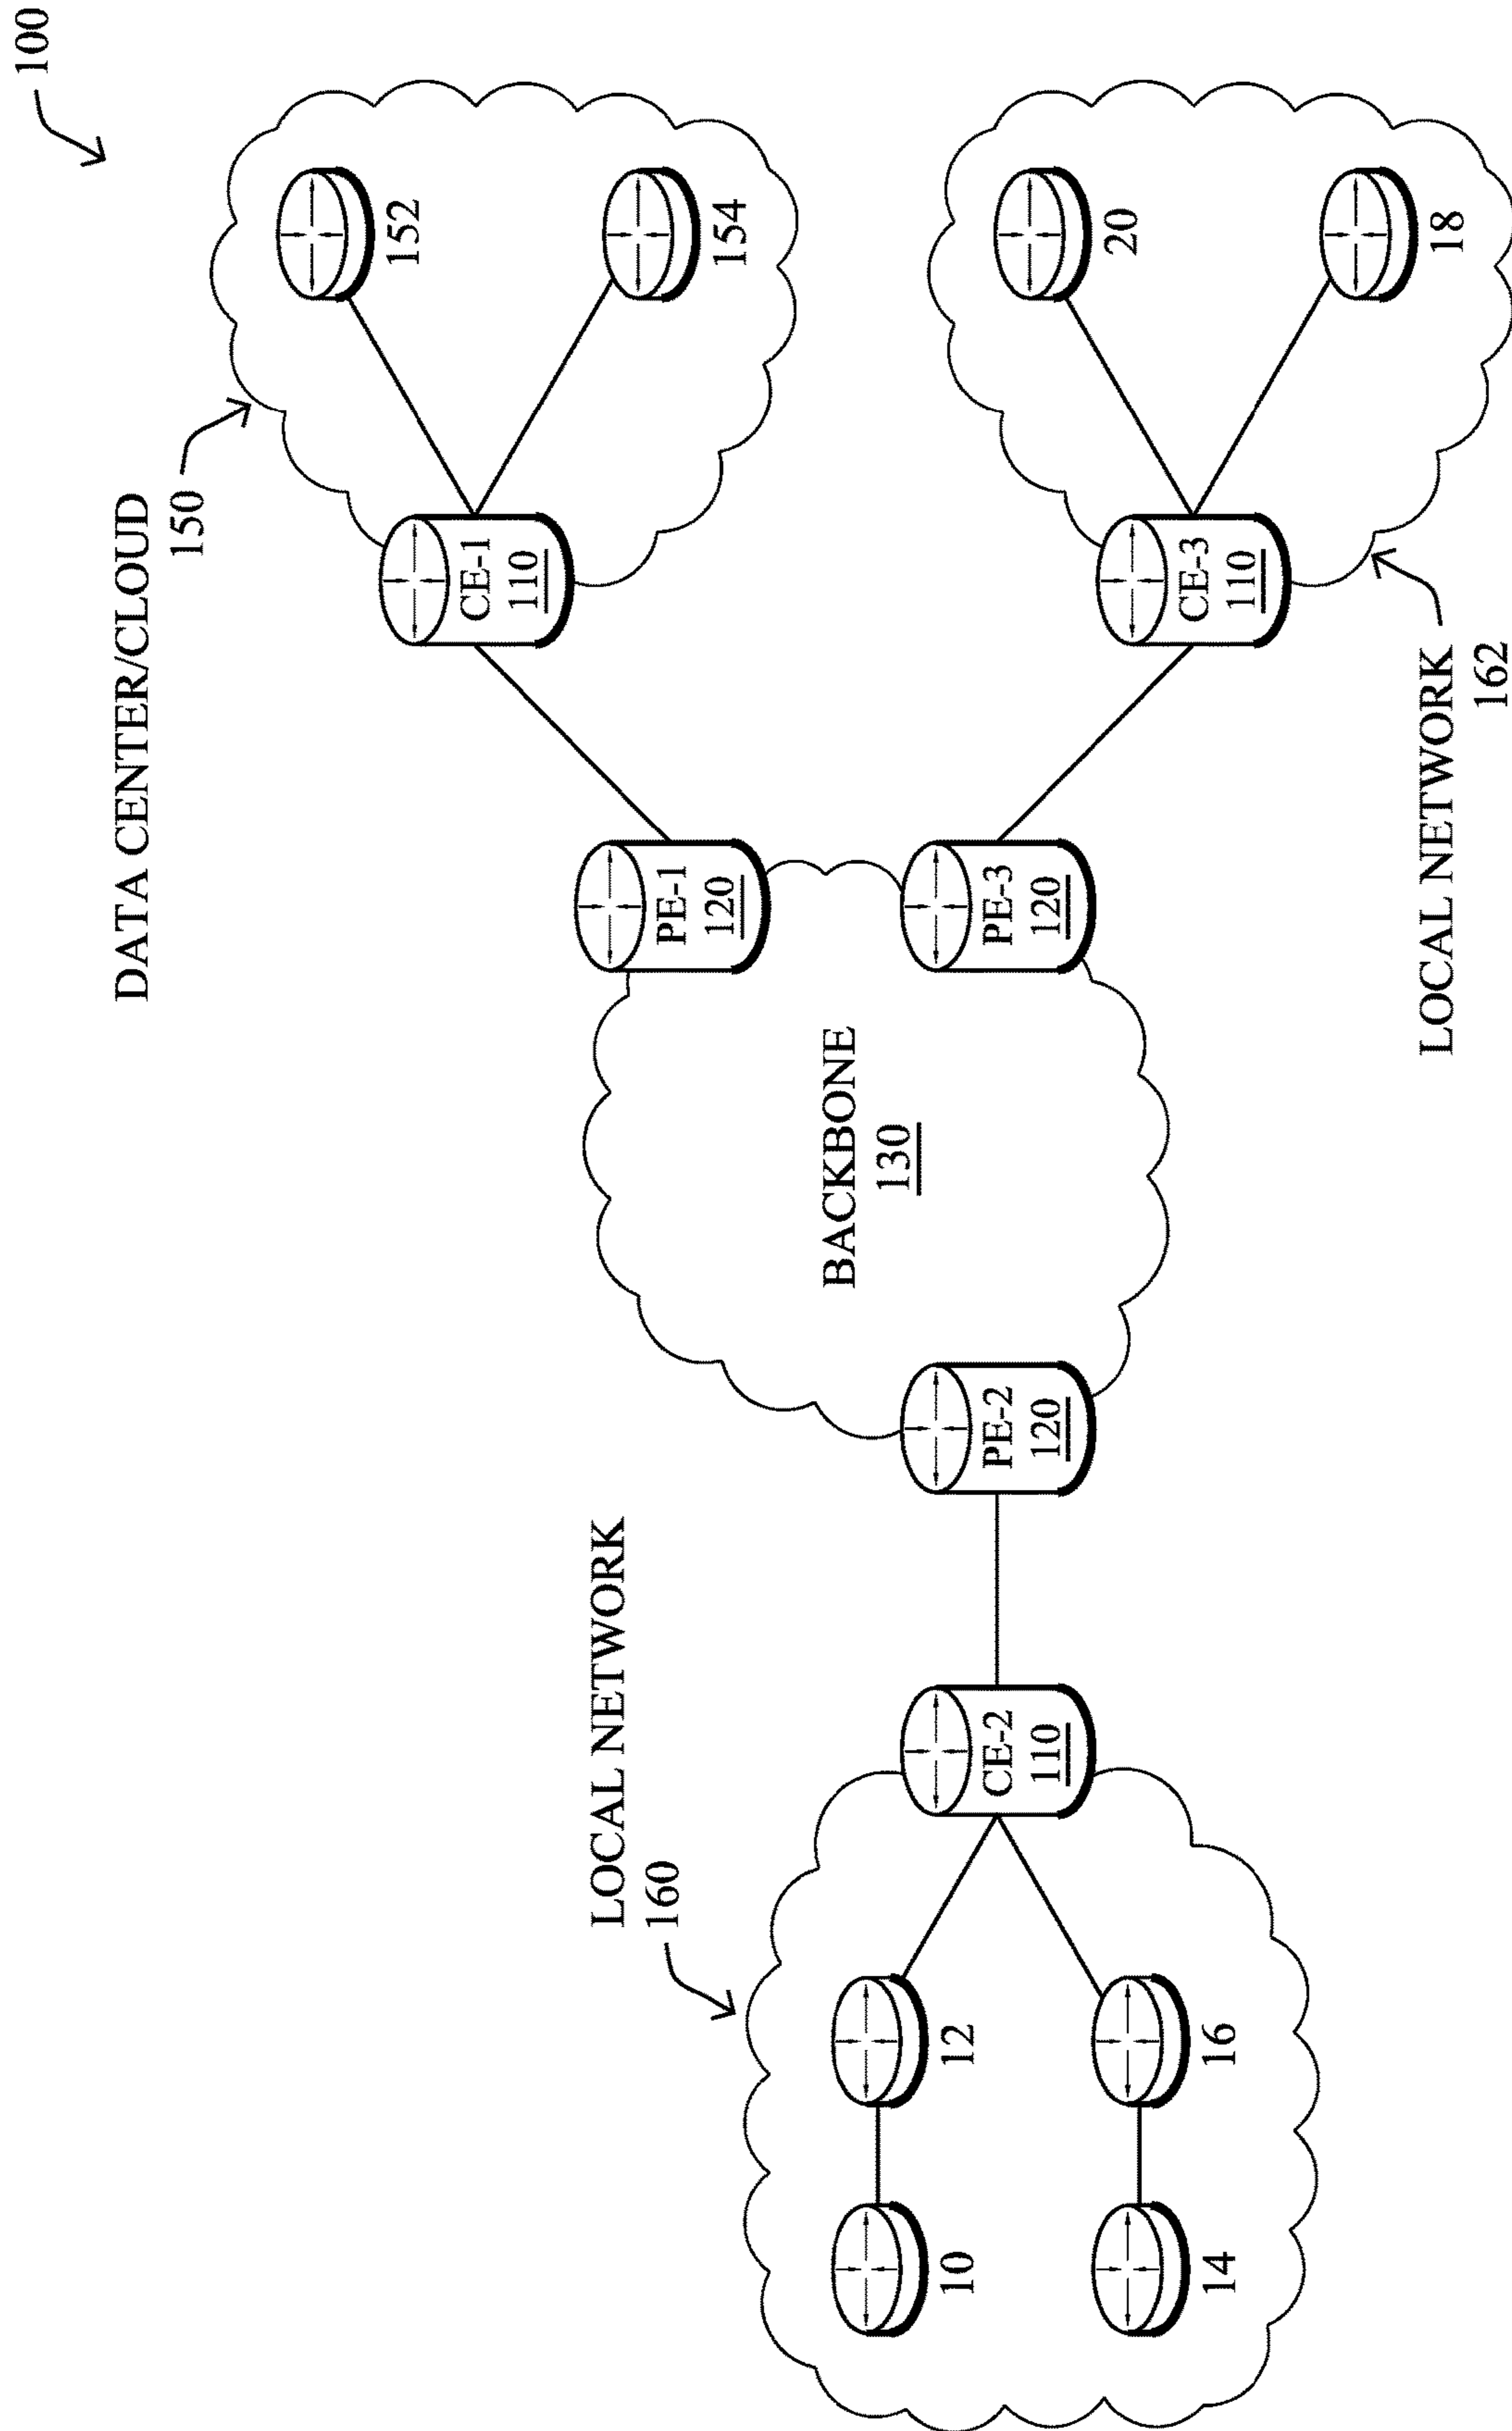 100
DATA CENTER/CLOUD
150
152
154
CE-1
110
PE-1
120
LOCAL NETWORK
160
BACKBONE
130
10
12
CE-2
110
PE-2
120
PE-3
120
CE-3
110
20
14
16
18
LOCAL NETWORK
162